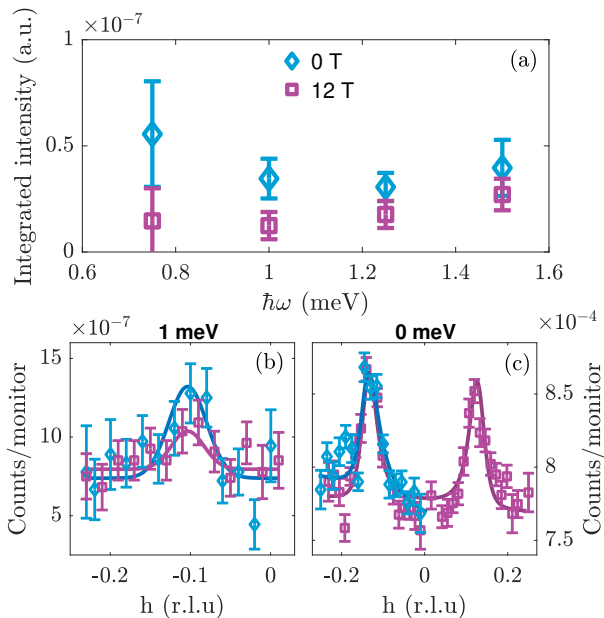 ×10⁻⁷
1
0.5
0
Integrated intensity (a.u.)
0 T
12 T
(a)
0.6 0.8 1 1.2 1.4 1.6
ħω (meV)
×10⁻⁷
1 meV
(b)
15
10
5
Counts/monitor
-0.2 -0.1 0
h (r.l.u)
0 meV
×10⁻⁴
(c)
8.5
8
7.5
Counts/monitor
-0.2 0 0.2
h (r.l.u)